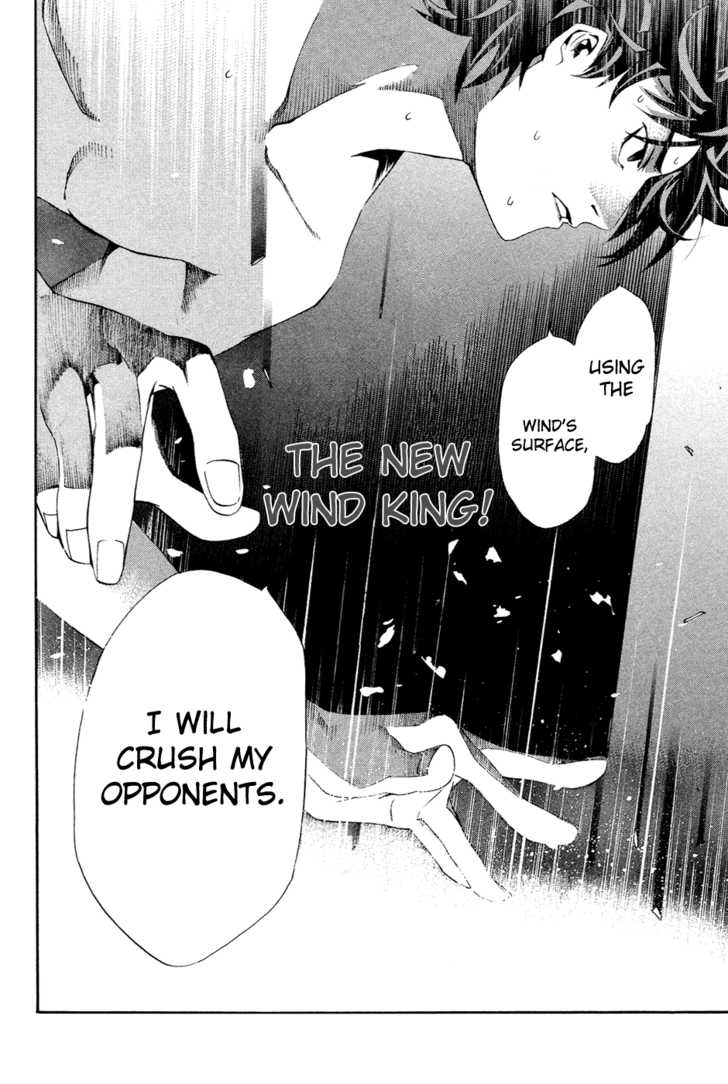 USING
THE
WIND'S
SURFACE,
THE NEW
WIND KING!
I WILL
CRUSH MY
OPPONENTS.